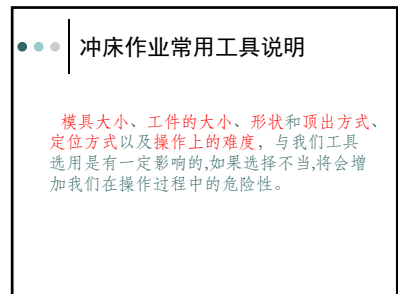 冲床作业常用工具说明
模具大小、工件的大小、形状和顶出方式、
定位方式以及操作上的难度，与我们工具
选用是有一定影响的,如果选择不当,将会增
加我们在操作过程中的危险性。